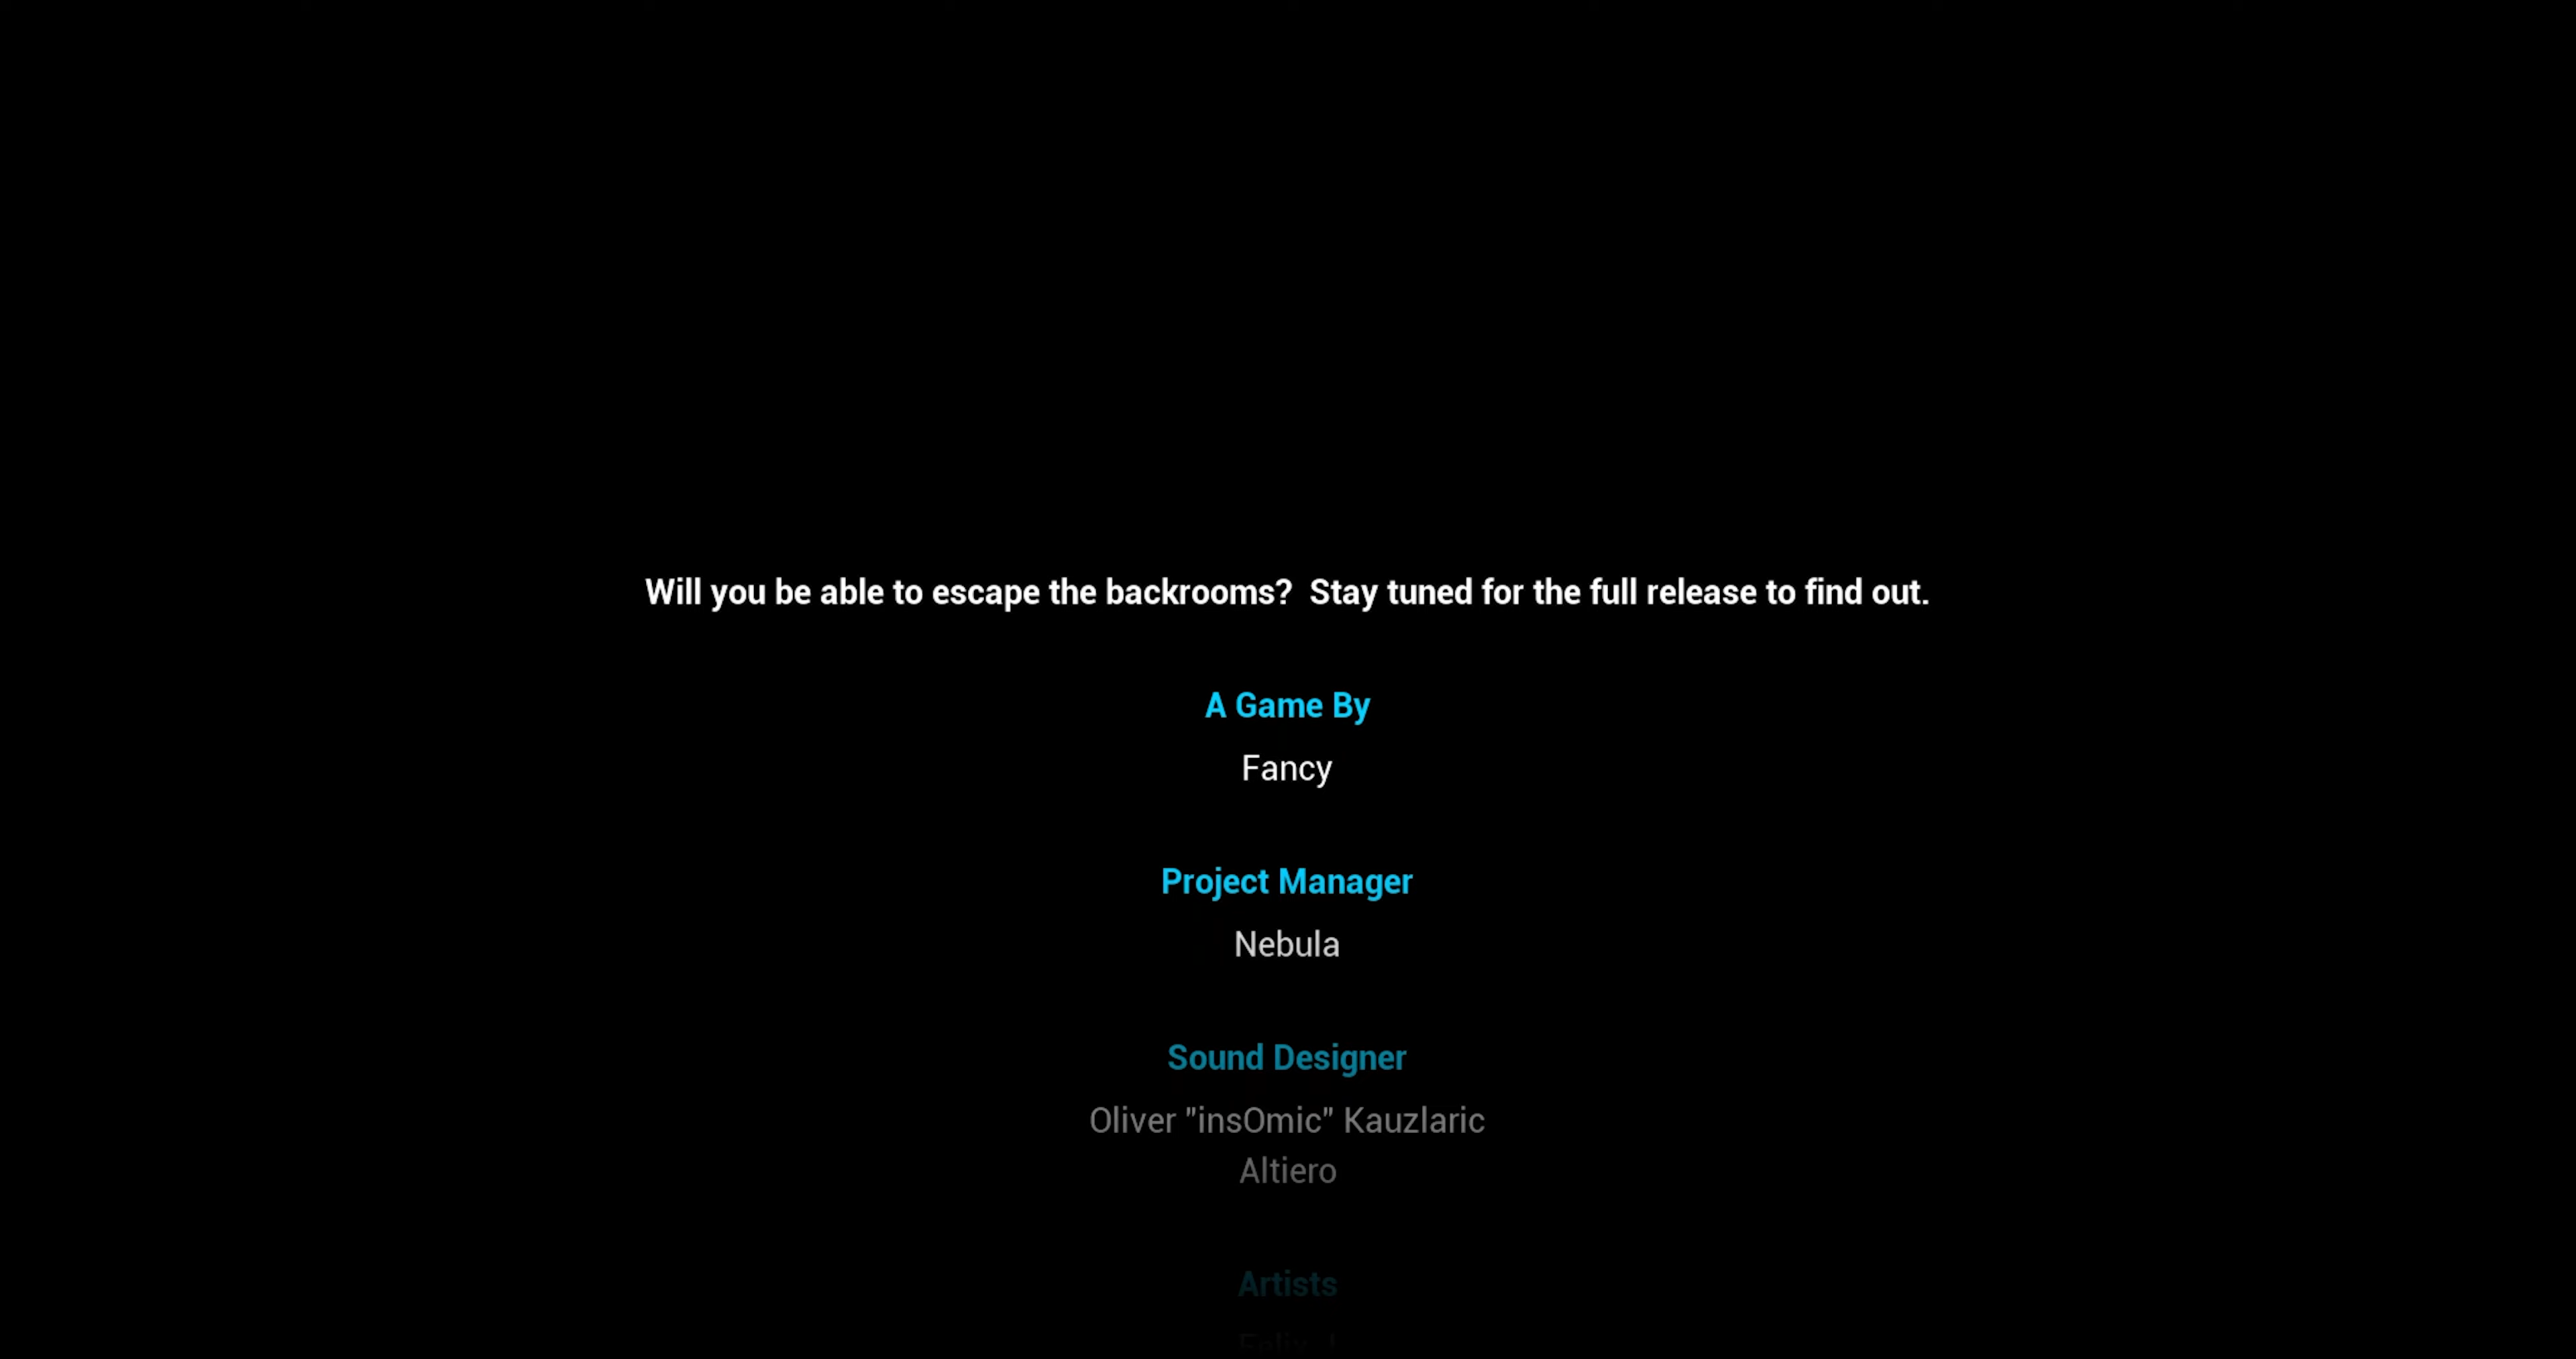 Will you be able to escape the backrooms?  Stay tuned for the full release to find out.
A Game By
Fancy
Project Manager
Nebula
Sound Designer
Oliver "insOmic" Kauzlaric
Altiero
Artists